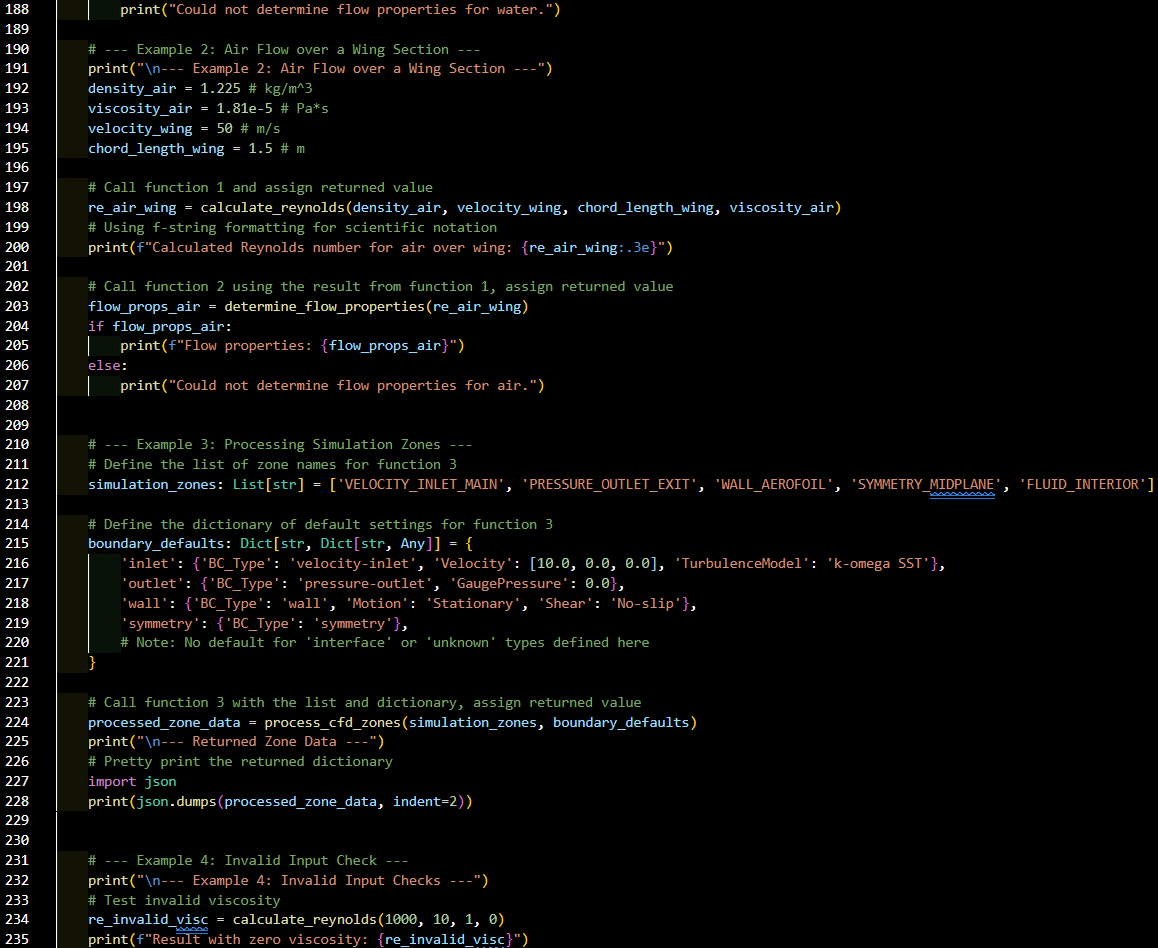 188 print("Could not determine flow properties for water.")
189
190 # --- Example 2: Air Flow over a Wing Section ---
191 print("\n--- Example 2: Air Flow over a Wing Section ---")
192 density_air = 1.225 # kg/m^3
193 viscosity_air = 1.81e-5 # Pa*s
194 velocity_wing = 50 # m/s
195 chord_length_wing = 1.5 # m
196
197 # Call function 1 and assign returned value
198 re_air_wing = calculate_reynolds(density_air, velocity_wing, chord_length_wing, viscosity_air)
199 # Using f-string formatting for scientific notation
200 print(f"Calculated Reynolds number for air over wing: {re_air_wing:.3e}")
201
202 # Call function 2 using the result from function 1, assign returned value
203 flow_props_air = determine_flow_properties(re_air_wing)
204 if flow_props_air:
205 print(f"Flow properties: {flow_props_air}")
206 else:
207 print("Could not determine flow properties for air.")
208
209
210 # --- Example 3: Processing Simulation Zones ---
211 # Define the list of zone names for function 3
212 simulation_zones: List[str] = ['VELOCITY_INLET_MAIN', 'PRESSURE_OUTLET_EXIT', 'WALL_AEROFOIL', 'SYMMETRY_MIDPLANE', 'FLUID_INTERIOR']
213
214 # Define the dictionary of default settings for function 3
215 boundary_defaults: Dict[str, Dict[str, Any]] = {
216 'inlet': {'BC_Type': 'velocity-inlet', 'Velocity': [10.0, 0.0, 0.0], 'TurbulenceModel': 'k-omega SST'},
217 'outlet': {'BC_Type': 'pressure-outlet', 'GaugePressure': 0.0},
218 'wall': {'BC_Type': 'wall', 'Motion': 'Stationary', 'Shear': 'No-slip'},
219 'symmetry': {'BC_Type': 'symmetry'},
220 # Note: No default for 'interface' or 'unknown' types defined here
221 }
222
223 # Call function 3 with the list and dictionary, assign returned value
224 processed_zone_data = process_cfd_zones(simulation_zones, boundary_defaults)
225 print("\n--- Returned Zone Data ---")
226 # Pretty print the returned dictionary
227 import json
228 print(json.dumps(processed_zone_data, indent=2))
229
230
231 # --- Example 4: Invalid Input Check ---
232 print("\n--- Example 4: Invalid Input Checks ---")
233 # Test invalid viscosity
234 re_invalid_visc = calculate_reynolds(1000, 10, 1, 0)
235 print(f"Result with zero viscosity: {re_invalid_visc}")